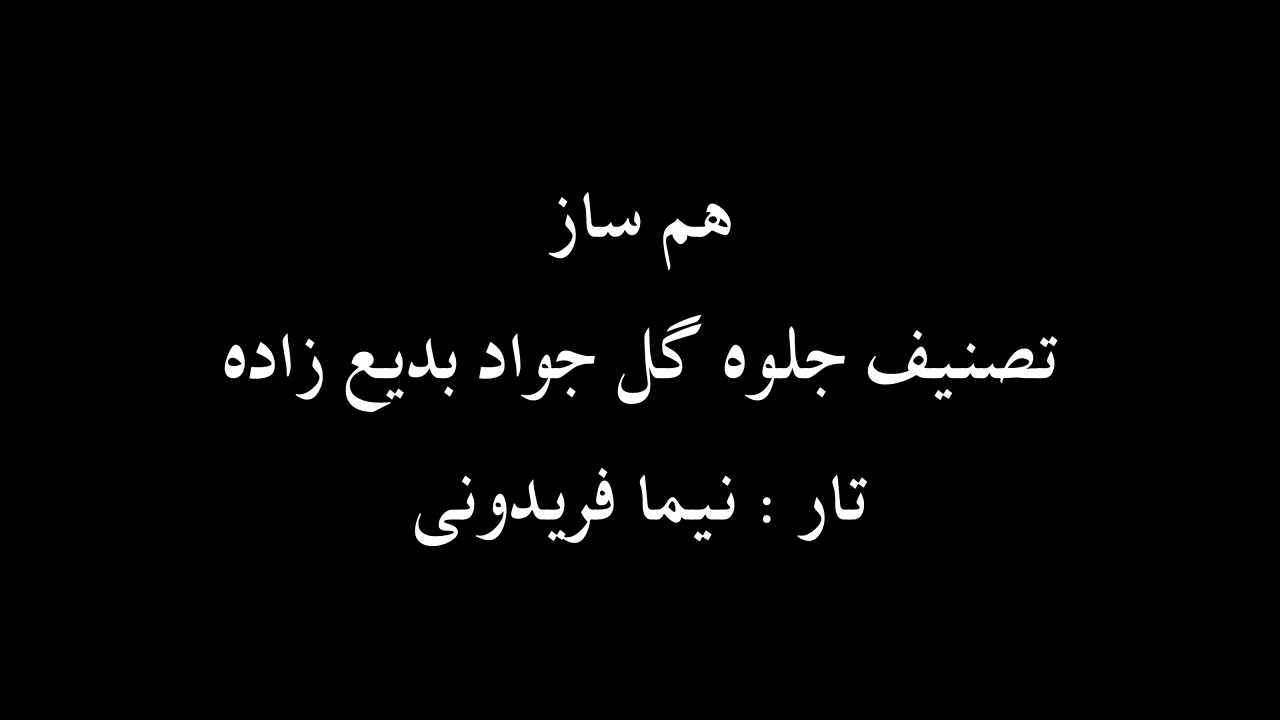 هم ساز
تصنیف جلوه گل جواد بدیع زاده
تار : نیما فریدونی